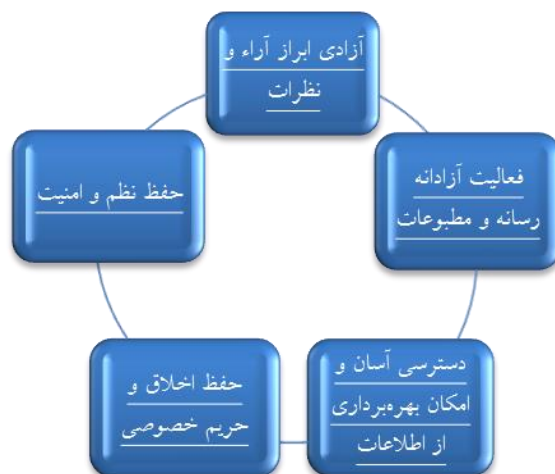 آزادی ابراز آراء و
نظرات
فعالیت آزادانه
رسانه و مطبوعات
دسترسی آسان و
امکان بهره‌برداری
از اطلاعات
حفظ اخلاق و
حریم خصوصی
حفظ نظم و امنیت